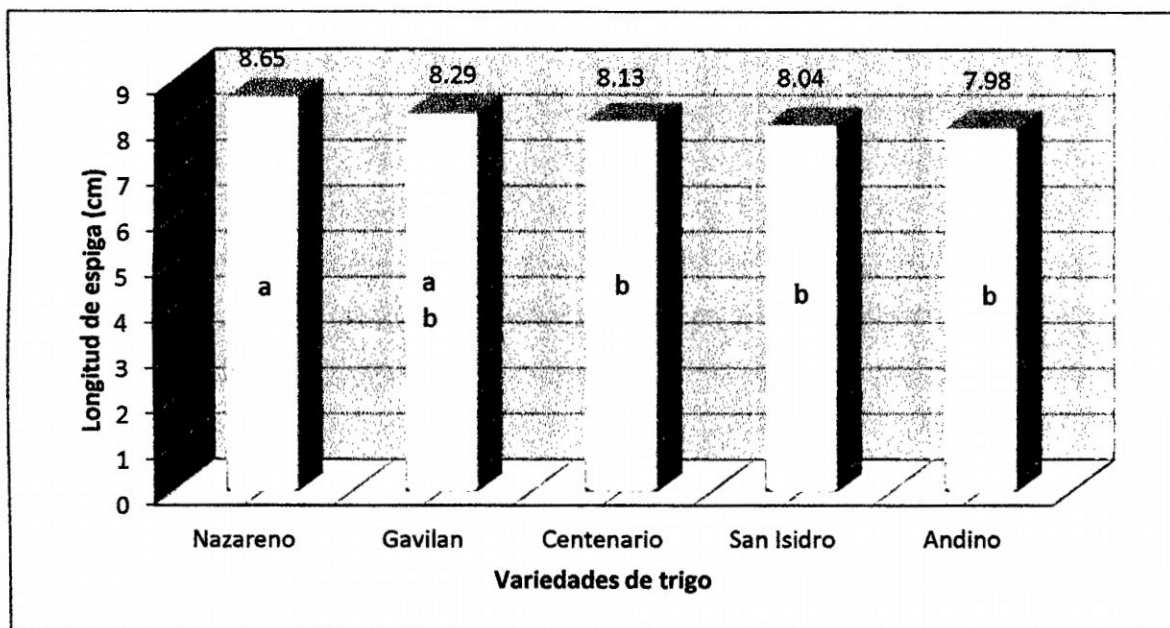 8.65
8.29
8.13
8.04
7.98
9
8
7
6
5
4
3
2
1
0
Longitud de espiga (cm)
a
a
b
b
b
b
Nazareno
Gavilan
Centenario
San Isidro
Andino
Variedades de trigo